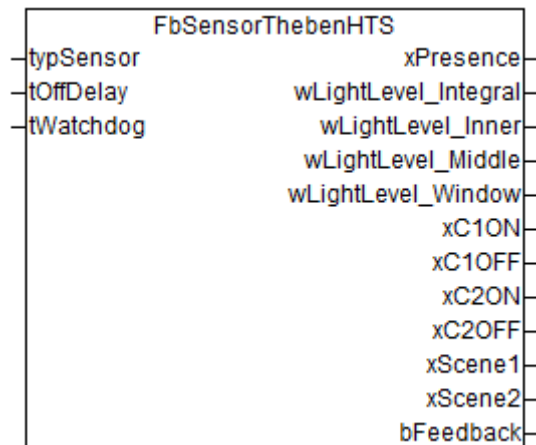 FbSensorThebenHTS
typSensor xPresence
tOffDelay wLightLevel_Integral
tWatchdog wLightLevel_Inner
wLightLevel_Middle
wLightLevel_Window
xC1ON
xC1OFF
xC2ON
xC2OFF
xScene1
xScene2
bFeedback